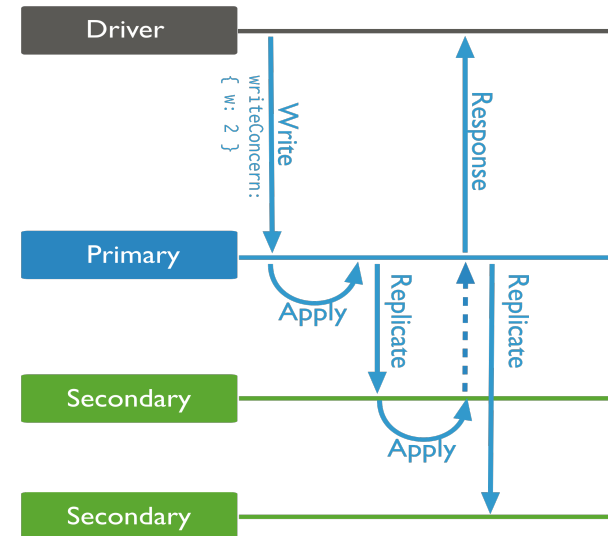 Driver
Write
writeConcern:
{ w: 2 }
Response
Primary
Apply
Replicate
Replicate
Secondary
Apply
Secondary